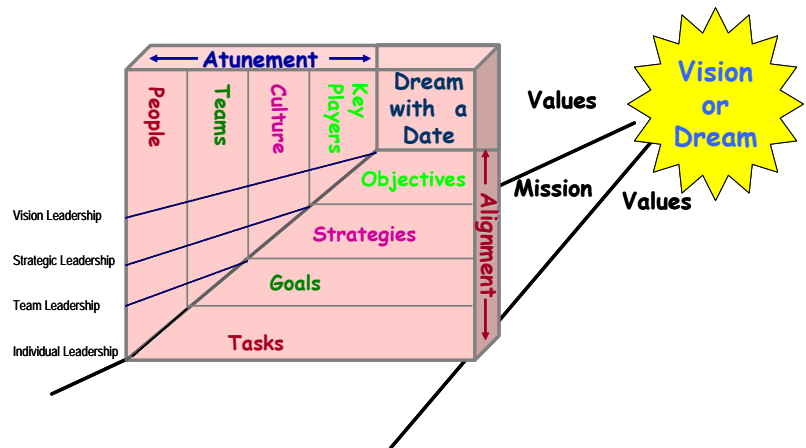 Atunement
People
Teams
Culture
Key
Players
Dream
with a
Date
Values
Vision
or
Dream
Objectives
Mission
Values
Alignment
Vision Leadership
Strategies
Strategic Leadership
Goals
Team Leadership
Tasks
Individual Leadership